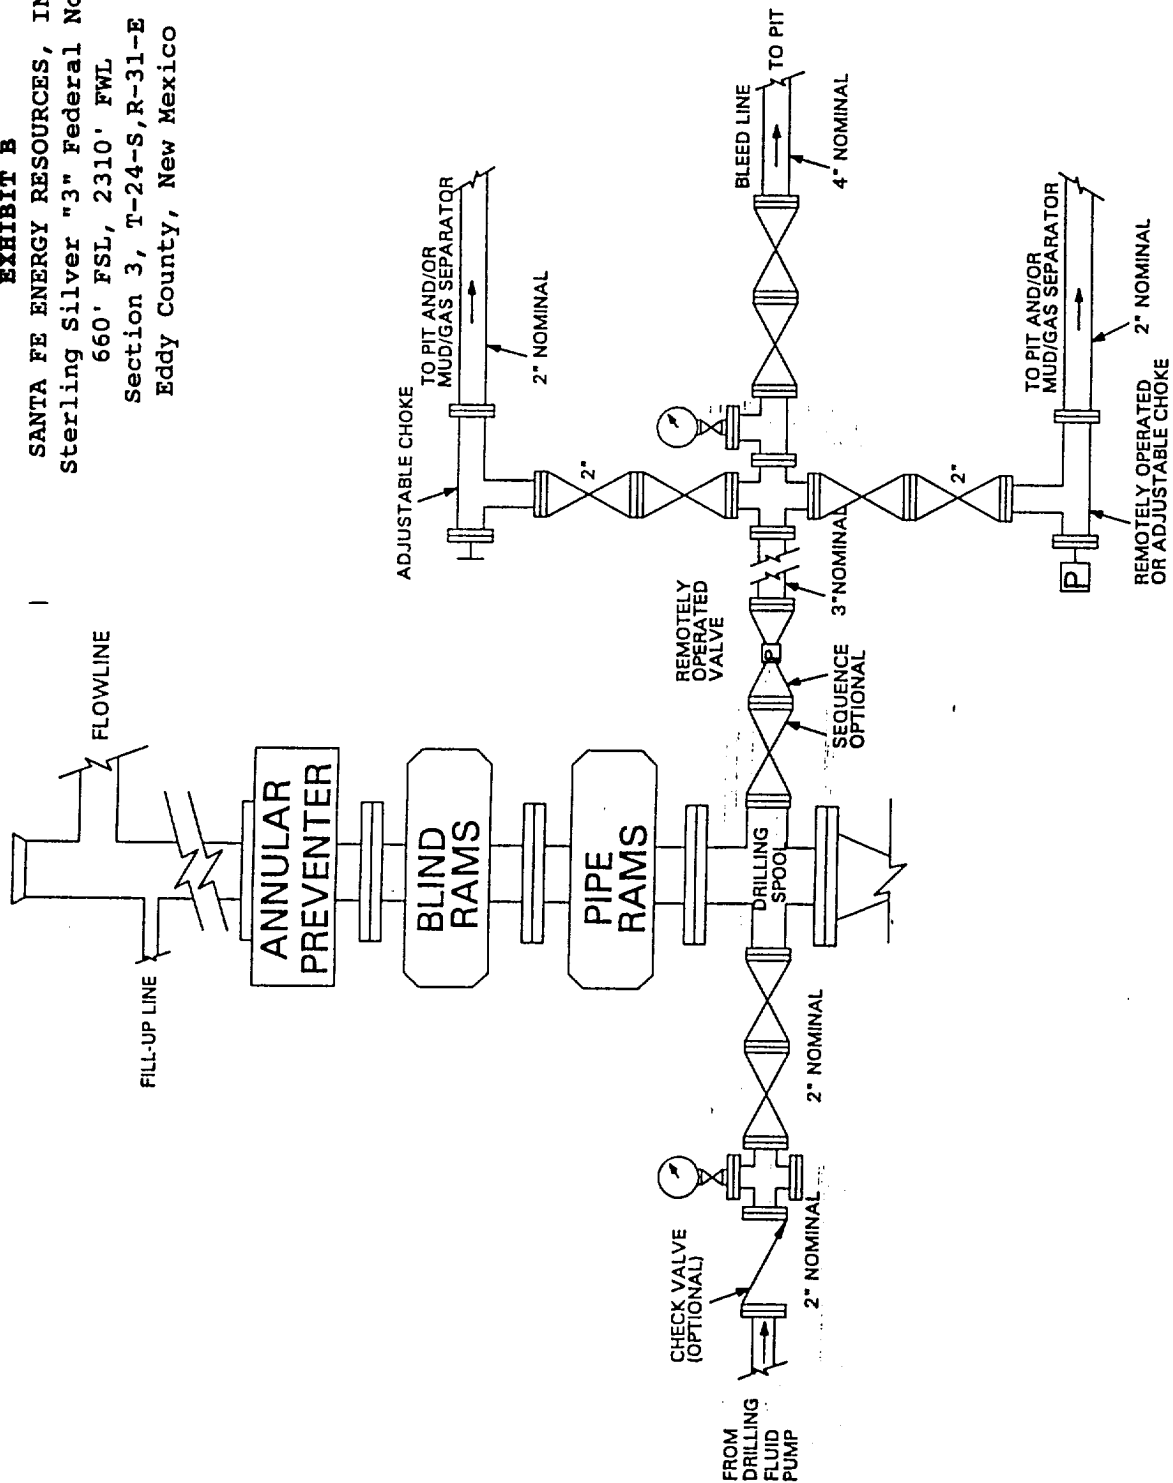 EXHIBIT B
SANTA FE ENERGY RESOURCES,
Sterling Silver "3" Federal
660' FSL, 2310' FWL
Section 3, T-24-S,R-31-E
Eddy County, New Mexico
FLOWLINE
FILL-UP LINE
ANNULAR
PREVENTER
BLIND
RAMS
PIPE
RAMS
DRILLING
SPOOL
ADJUSTABLE CHOKE
TO PIT AND/OR
MUD/GAS SEPARATOR
2" NOMINAL
2"
BLEED LINE
TO PIT
4" NOMINAL
REMOTELY
OPERATED
VALVE
P
3" NOMINAL
SEQUENCE
OPTIONAL
2"
TO PIT AND/OR
MUD/GAS SEPARATOR
2" NOMINAL
P
REMOTELY OPERATED
OR ADJUSTABLE CHOKE
2" NOMINAL
CHECK VALVE
(OPTIONAL)
2" NOMINAL
FROM
DRILLING
FLUID
PUMP